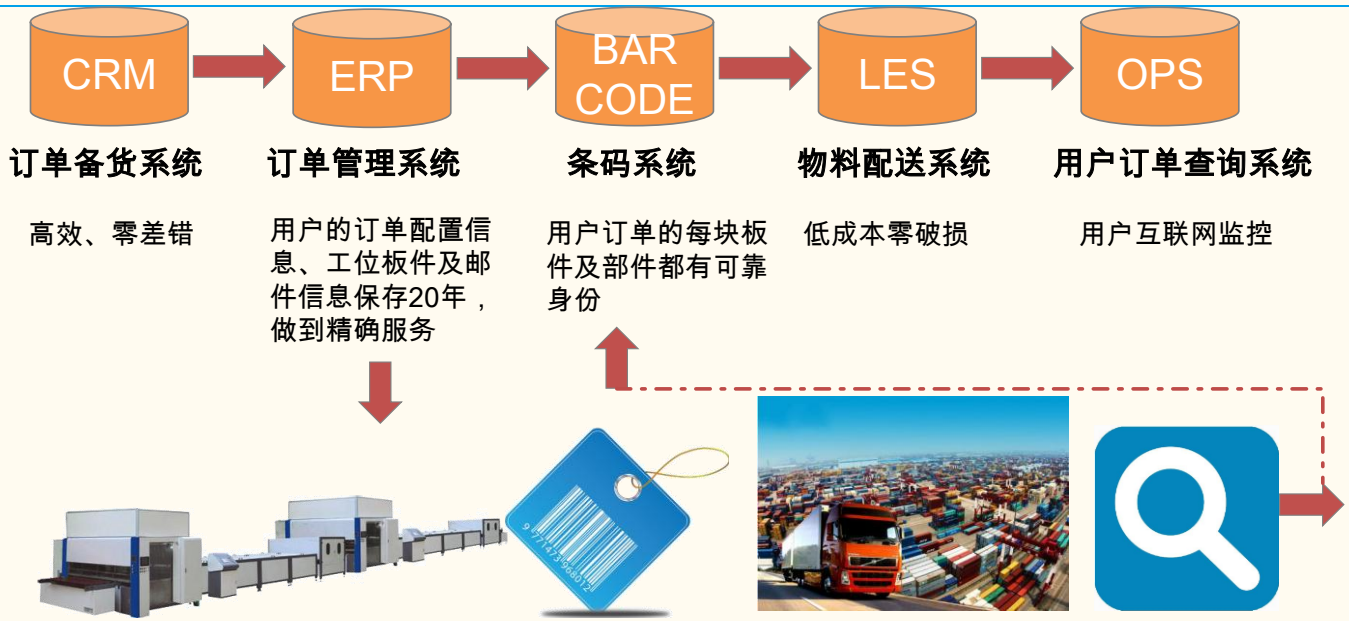 CRM
ERP
BAR
CODE
LES
OPS
订单备货系统
订单管理系统
条码系统
物料配送系统
用户订单查询系统
高效、零差错
用户的订单配置信
息、工位板件及邮
件信息保存20年，
做到精确服务
用户订单的每块板
件及部件都有可靠
身份
低成本零破损
用户互联网监控
9 771473 968012